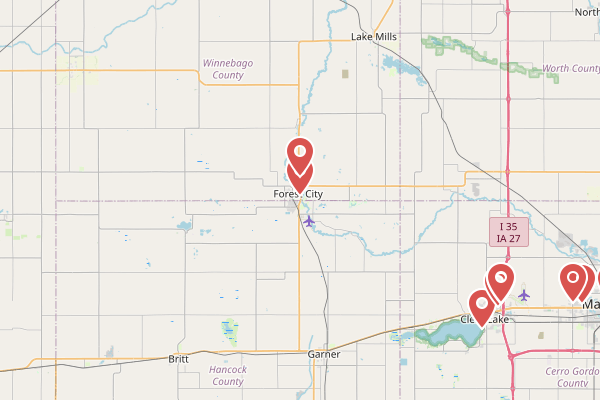 North
Lake Mills
Winnebago
County
Worth County
Forest City
I 35
IA 27
Clear Lake
Ma
Britt
Garner
Hancock
County
Cerro Gordo
County